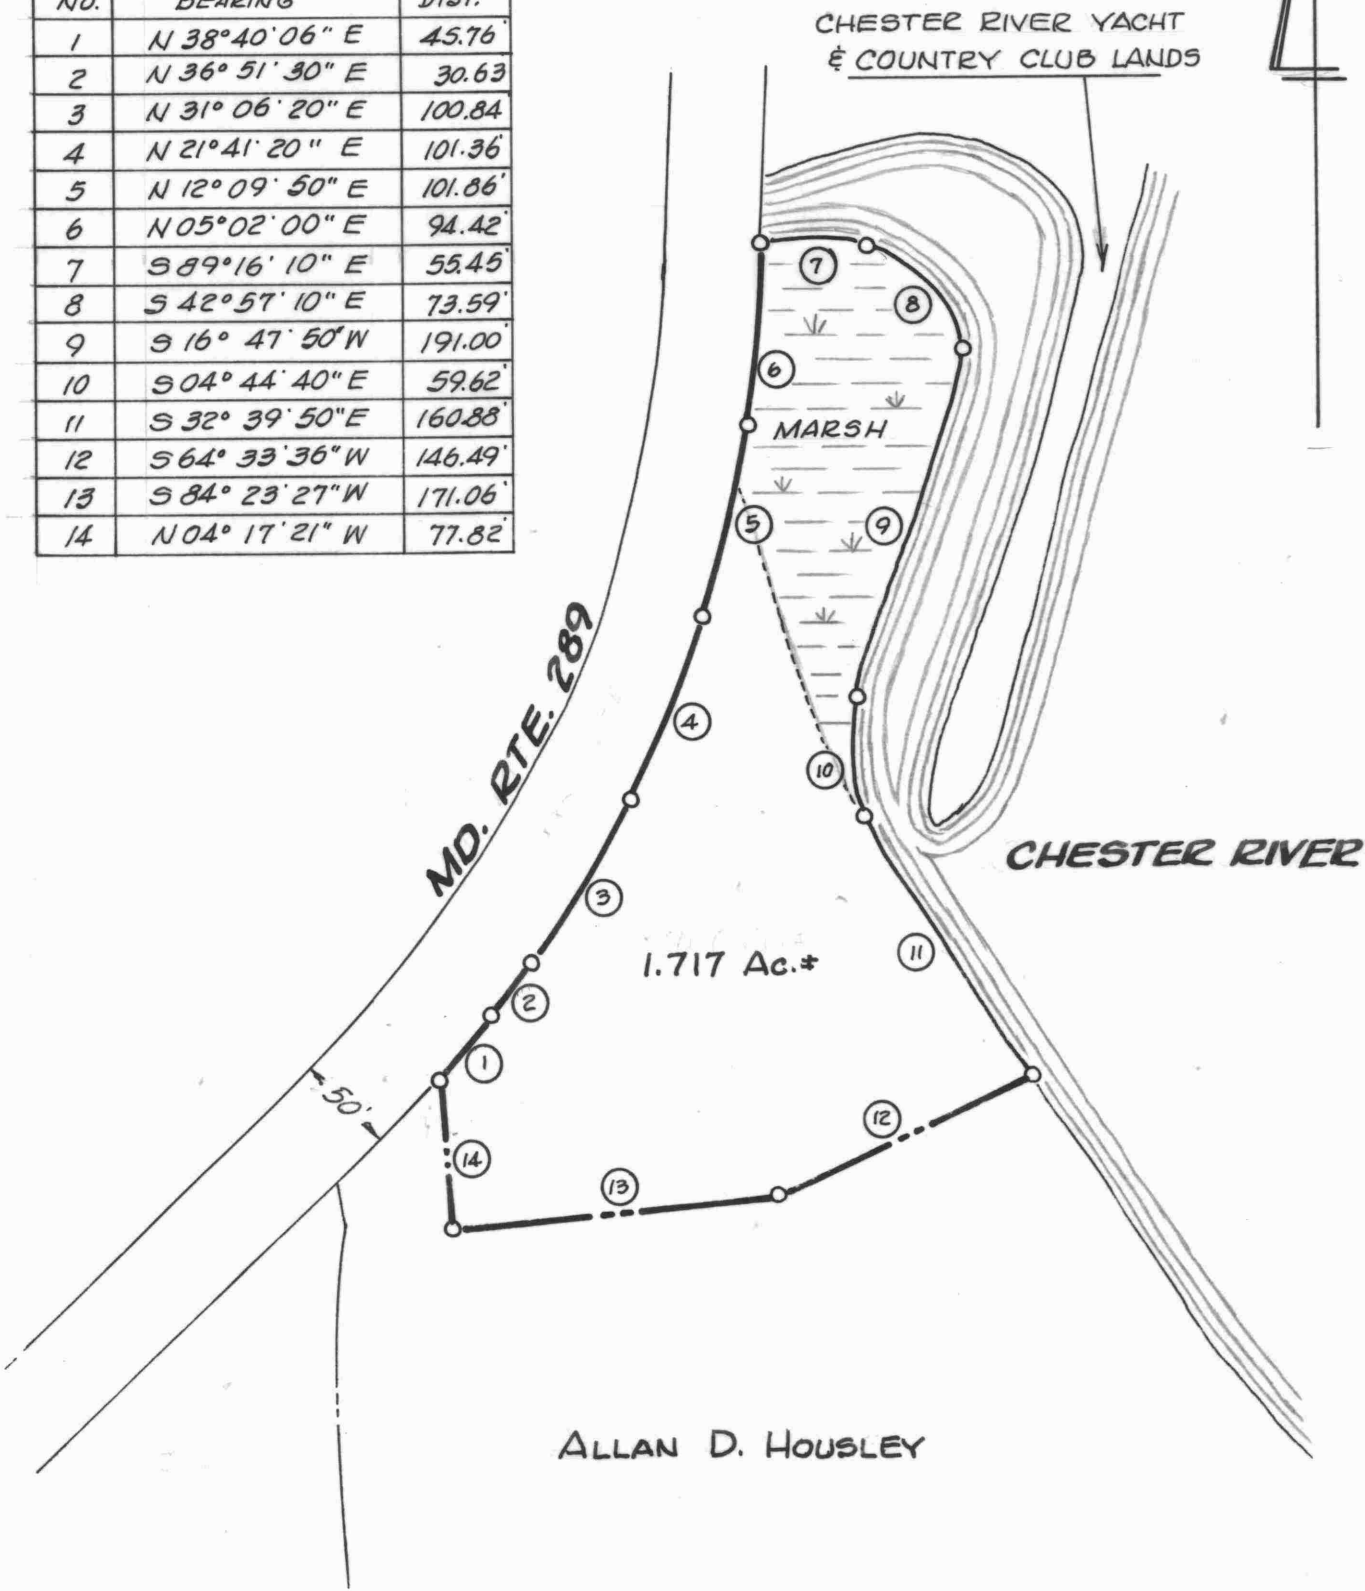 NO. BEARING DIST.
1 N 38° 40' 06" E 45.76'
2 N 36° 51' 30" E 30.63
3 N 31° 06' 20" E 100.84
4 N 21° 41' 20" E 101.36'
5 N 12° 09' 50" E 101.86'
6 N 05° 02' 00" E 94.42'
7 S 89° 16' 10" E 55.45'
8 S 42° 57' 10" E 73.59'
9 S 16° 47' 50" W 191.00'
10 S 04° 44' 40" E 59.62'
11 S 32° 39' 50" E 160.88'
12 S 64° 33' 36" W 146.49'
13 S 84° 23' 27" W 171.06'
14 N 04° 17' 21" W 77.82'
CHESTER RIVER YACHT
& COUNTRY CLUB LANDS
7
8
6
MARSH
5
9
MD. RTE. 289
4
10
CHESTER RIVER
3
11
1.717 Ac.±
2
1
50'
12
14
13
ALLAN D. HOUSLEY